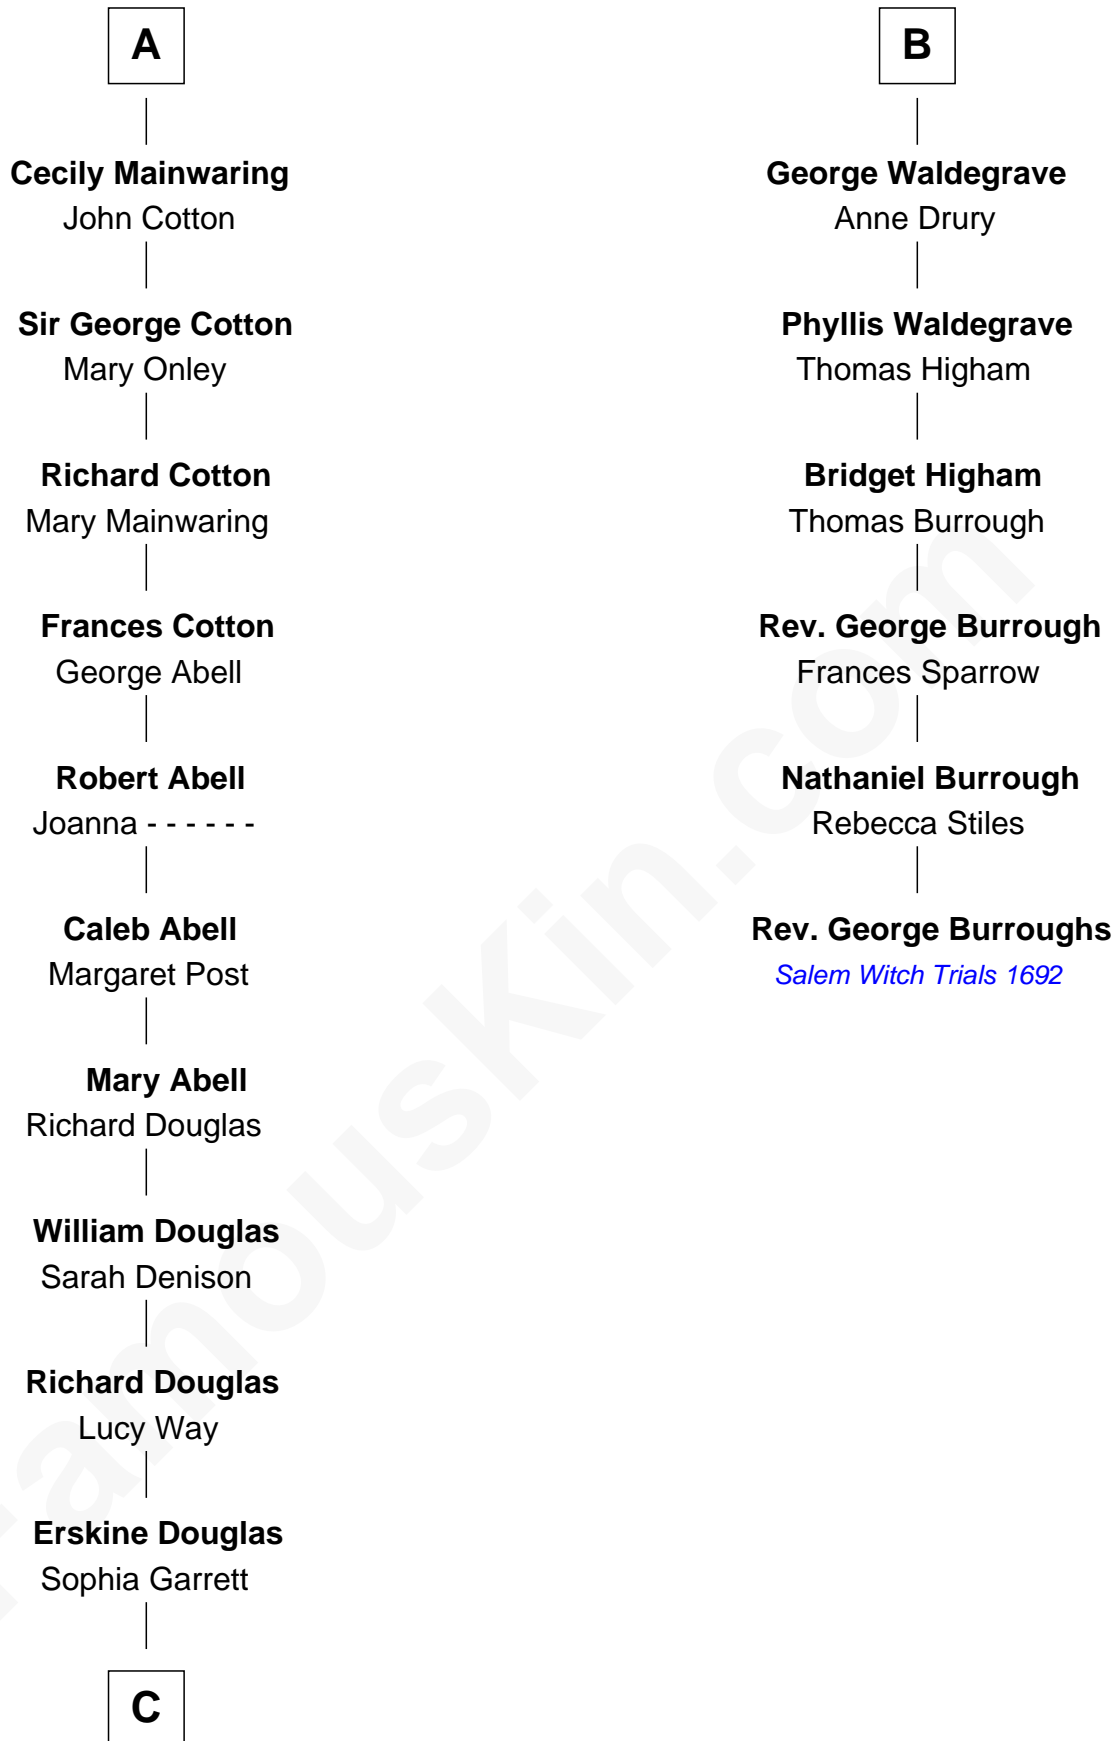 A
Cecily Mainwaring
John Cotton
Sir George Cotton
Mary Onley
Richard Cotton
Mary Mainwaring
Frances Cotton
George Abell
Robert Abell
Joanna - - - - - -
Caleb Abell
Margaret Post
Mary Abell
Richard Douglas
William Douglas
Sarah Denison
Richard Douglas
Lucy Way
Erskine Douglas
Sophia Garrett
C
B
George Waldegrave
Anne Drury
Phyllis Waldegrave
Thomas Higham
Bridget Higham
Thomas Burrough
Rev. George Burrough
Frances Sparrow
Nathaniel Burrough
Rebecca Stiles
Rev. George Burroughs
Salem Witch Trials 1692
FamousKin.com